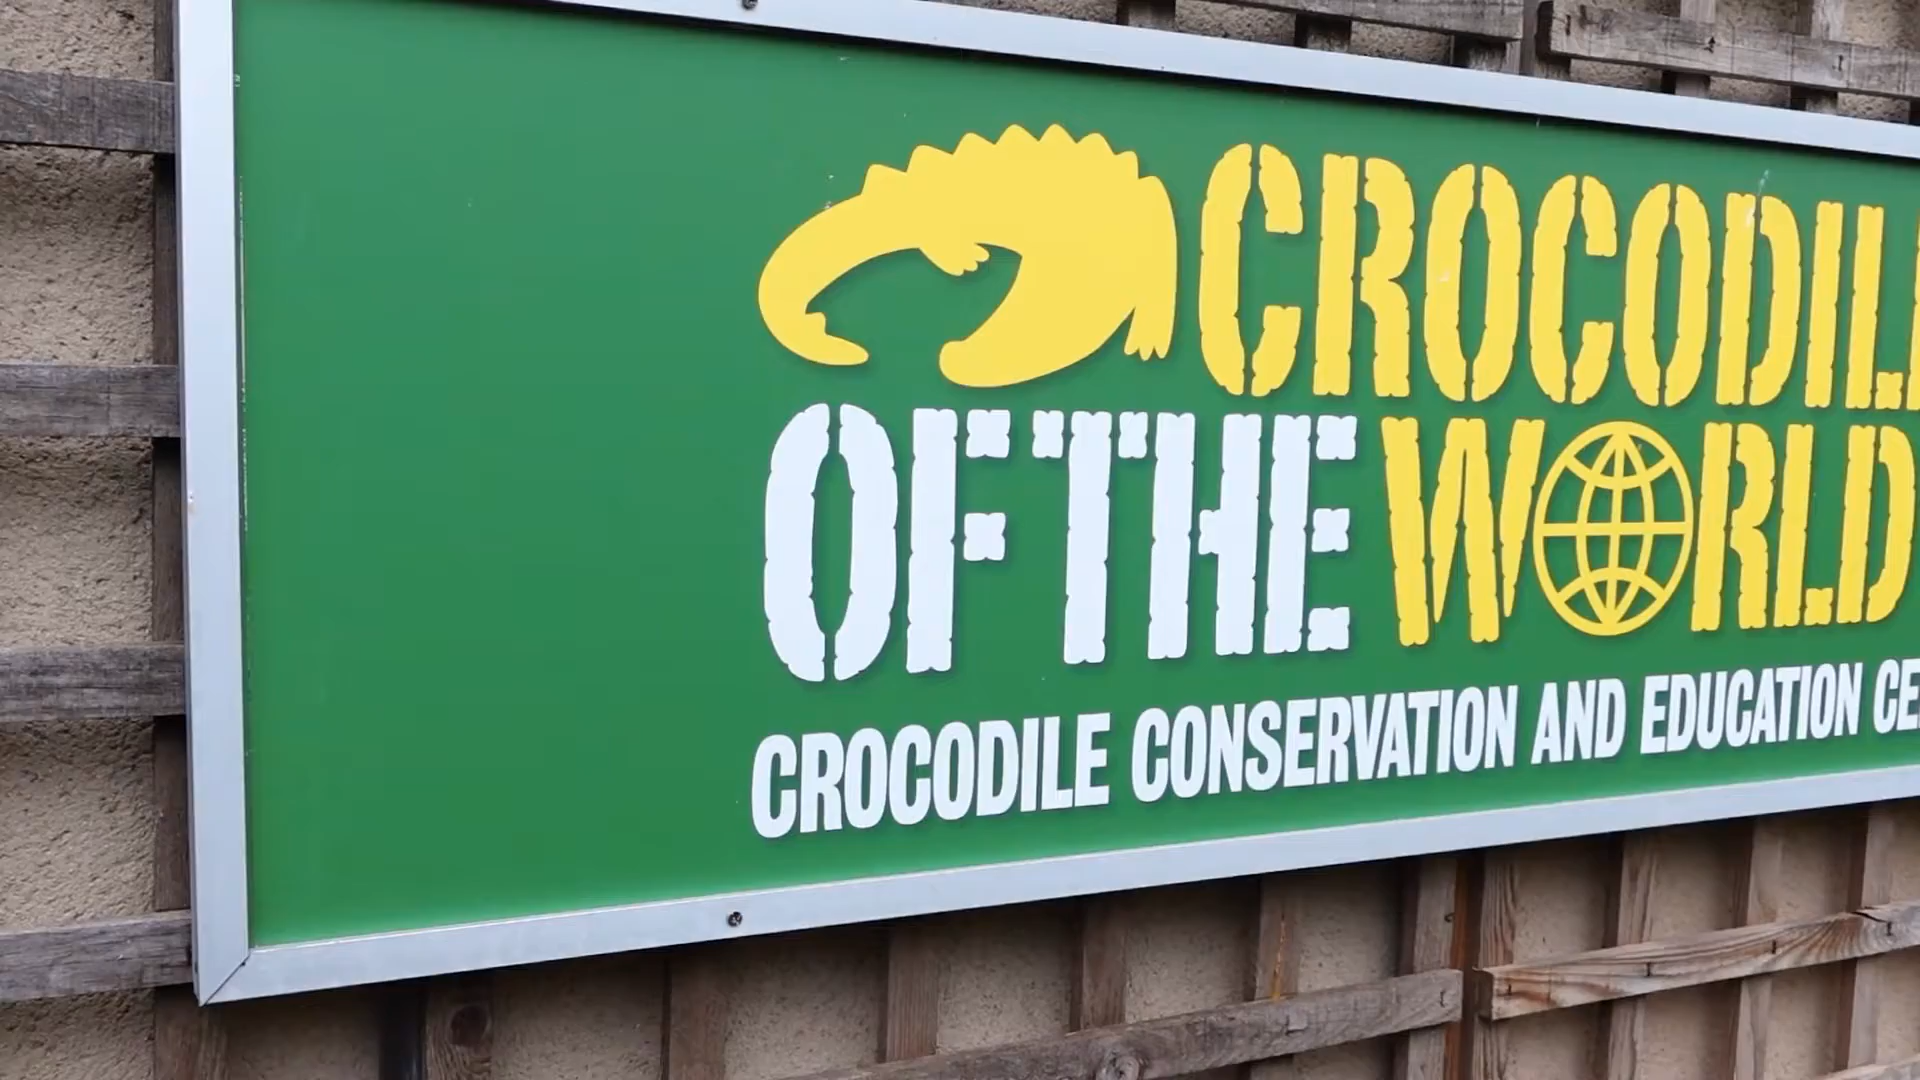 CROCODIL
OF THE WORLD
CROCODILE CONSERVATION AND EDUCATION CE